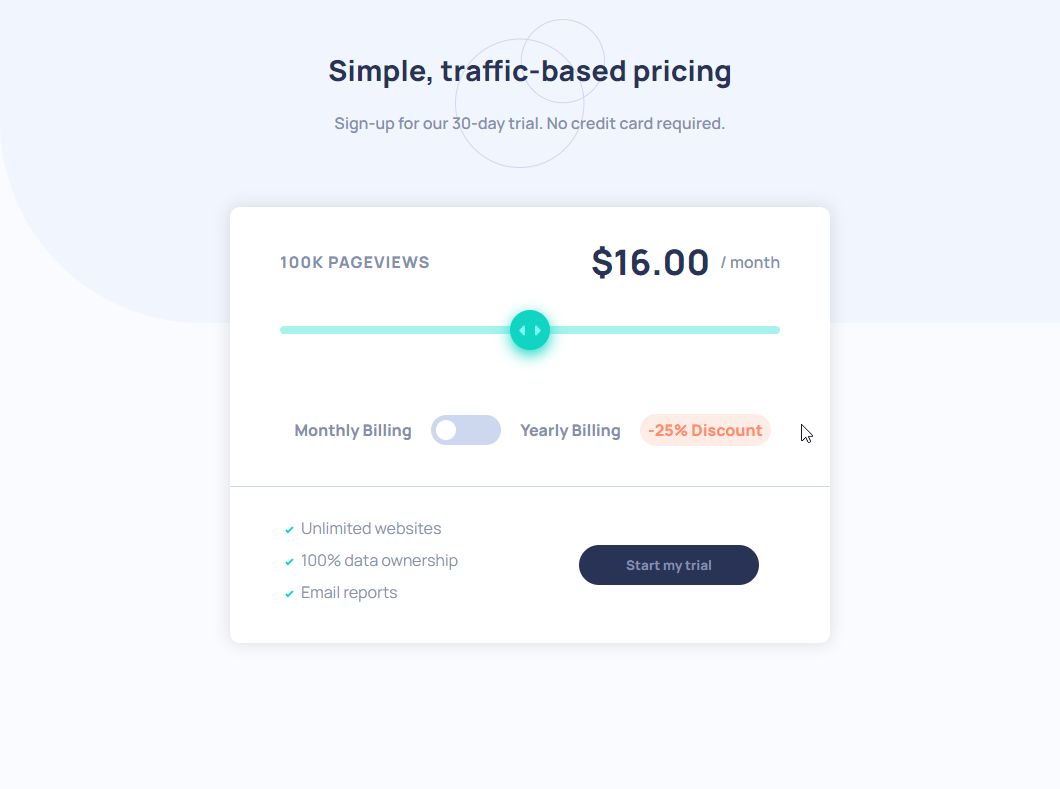 Simple, traffic-based pricing
Sign-up for our 30-day trial. No credit card required.
100K PAGEVIEWS
$16.00 / month
Monthly Billing
Yearly Billing
-25% Discount
Unlimited websites
100% data ownership
Email reports
Start my trial